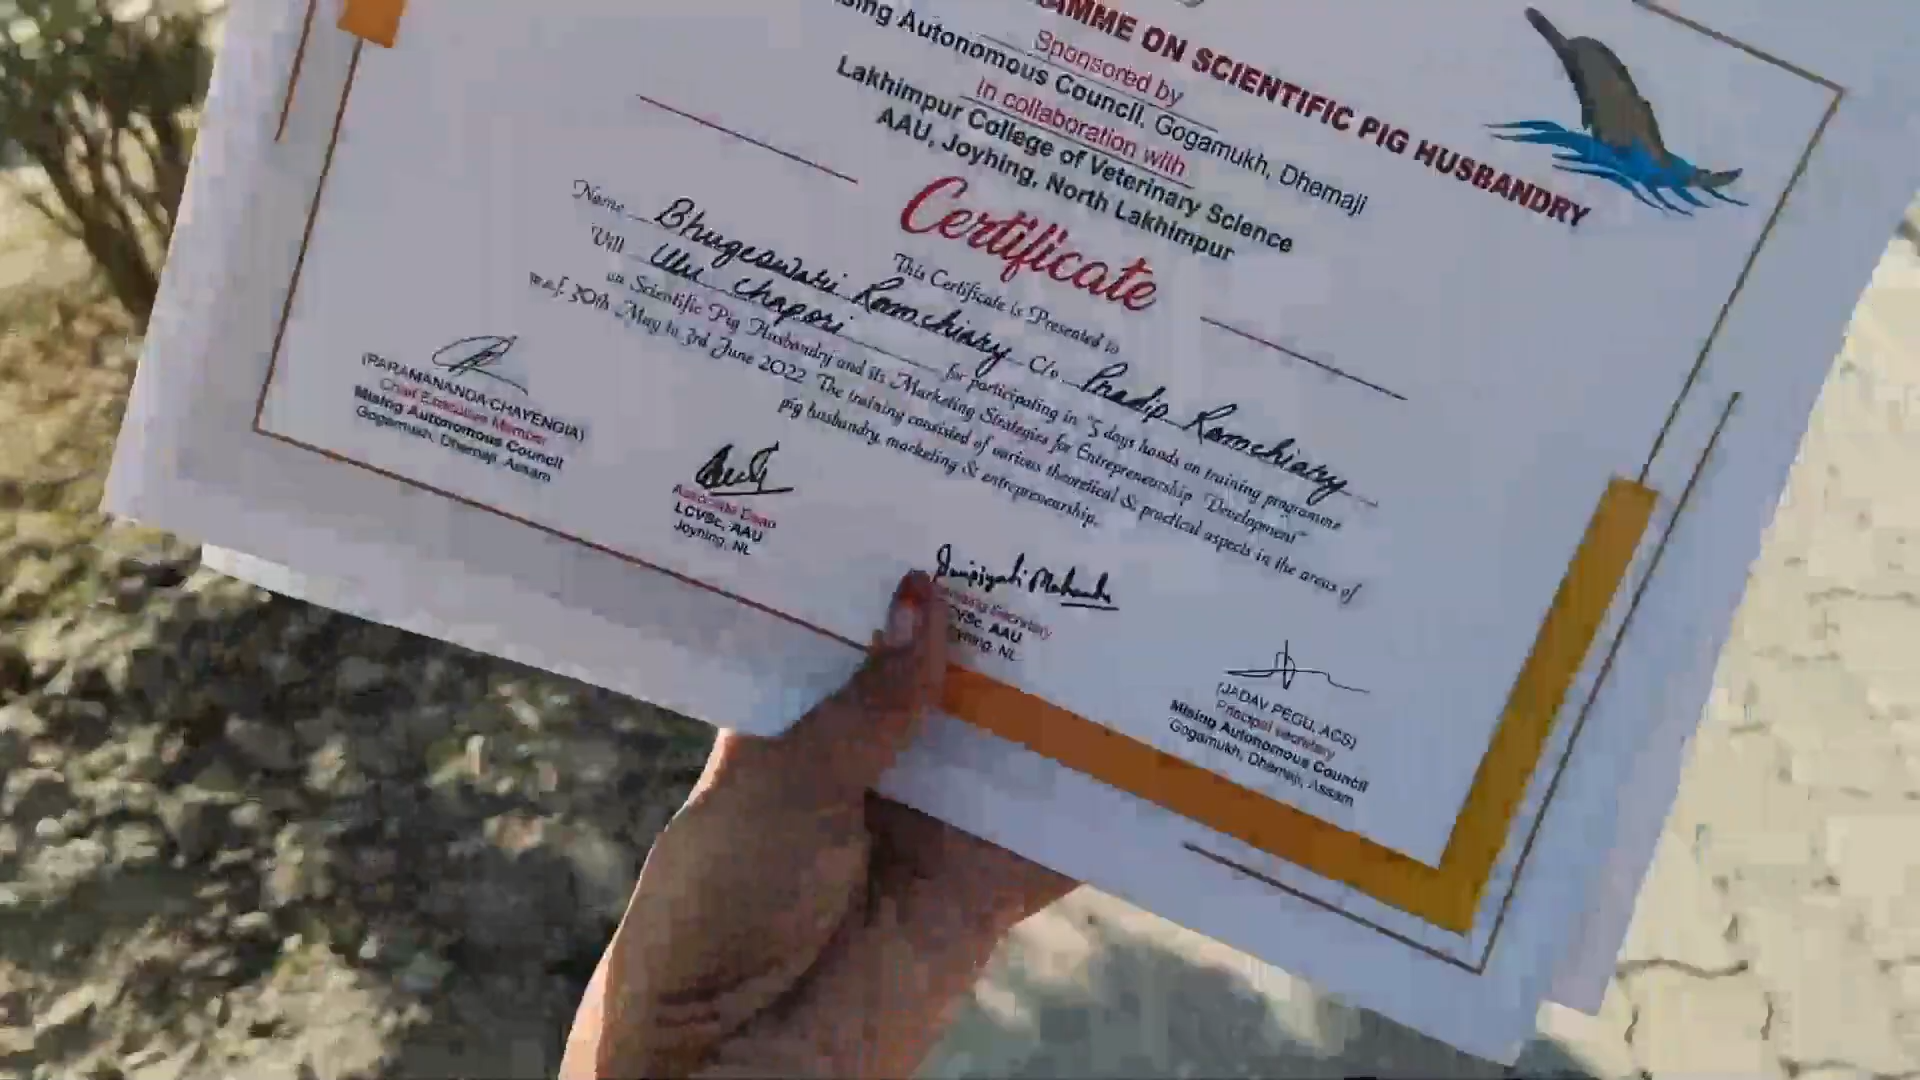 AMME ON SCIENTIFIC PIG HUSBANDRY
Sponsored by
sing Autonomous Council, Gogamukh, Dhemaji
In collaboration with
Lakhimpur College of Veterinary Science
AAU, Joyhing, North Lakhimpur
Certificate
This Certificate is Presented to
Name Bhugeswari Ramchiary C/o Pradip Ramchiary
Vill Ulu Chapori for participating in "5 days hands on training programme
on Scientific Pig Husbandry and its Marketing Strategies for Entrepreneurship Development"
w.e.f. 30th May to 3rd June 2022. The training consisted of various theoretical & practical aspects in the areas of
pig husbandry, marketing & entrepreneurship.
(PARAMANANDA CHAYENGIA)
Chief Executive Member
Mising Autonomous Council
Gogamukh, Dhemaji, Assam
Associate Dean
LCVSc, AAU
Joyhing, NL
Secretary
CVSc, AAU
NL
(JADAV PEGU, ACS)
Principal secretary
Mising Autonomous Council
Gogamukh, Dhemaji, Assam